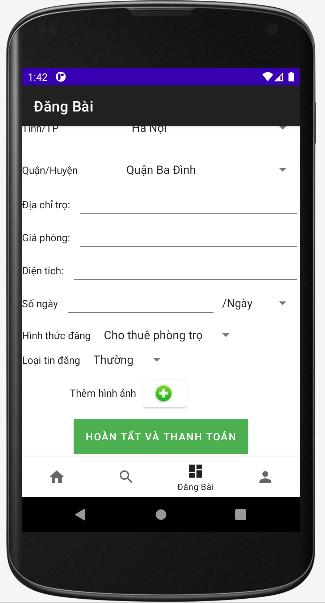 1:42
Đăng Bài
Tỉnh/TP Hà Nội
Quận/Huyện Quận Ba Đình
Địa chỉ trọ:
Giá phòng:
Diện tích:
Số ngày /Ngày
Hình thức đăng Cho thuê phòng trọ
Loại tin đăng Thường
Thêm hình ảnh
HOÀN TẤT VÀ THANH TOÁN
Đăng Bài